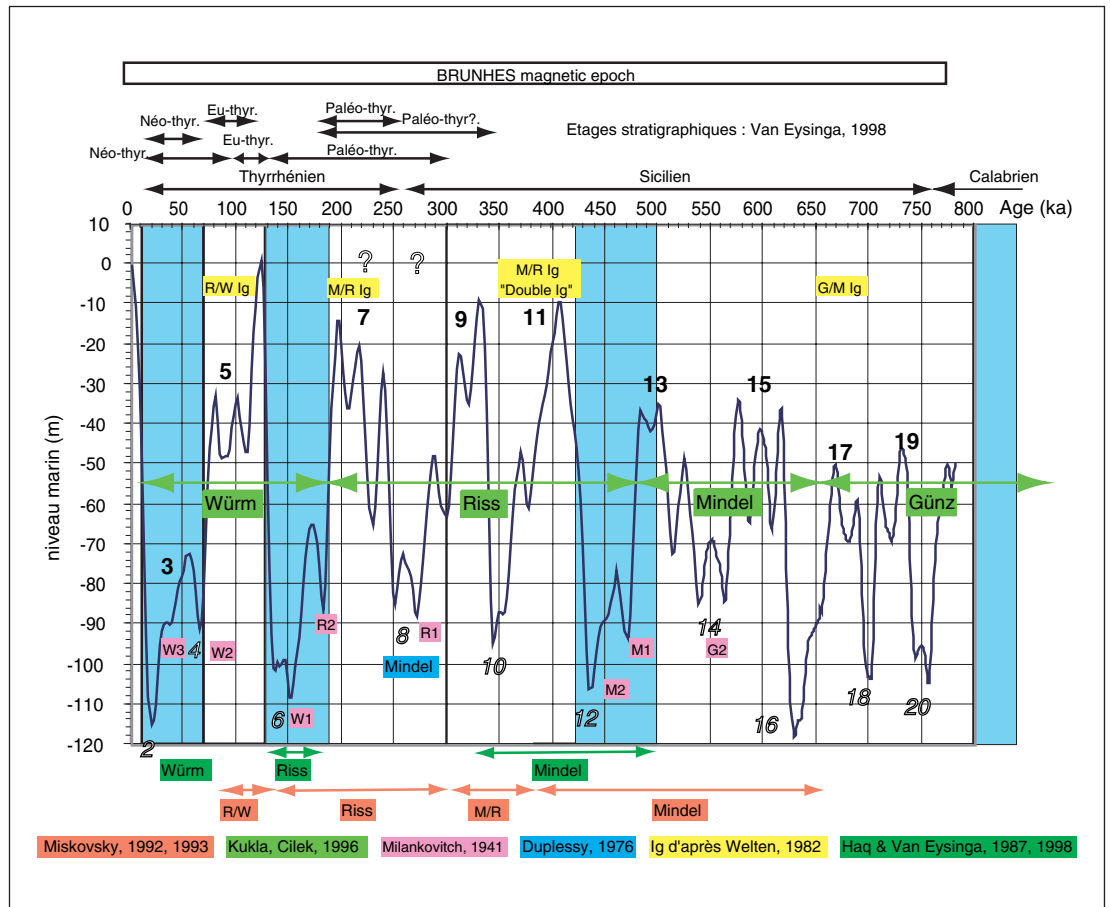 BRUNHES magnetic epoch
Eu-thyr. Paléo-thyr.
Néo-thyr. Paléo-thyr?.
Etages stratigraphiques : Van Eysinga, 1998
Néo-thyr. Eu-thyr. Paléo-thyr.
Thyrrhénien Sicilien Calabrien
0 50 100 150 200 250 300 350 400 450 500 550 600 650 700 750 800 Age (ka)
niveau marin (m)
10
0
-10
-20
-30
-40
-50
-60
-70
-80
-90
-100
-110
-120
? ?
R/W Ig M/R Ig M/R Ig G/M Ig
"Double Ig"
7 9 11
5 13 15
17 19
Würm Riss Mindel Günz
3
R2
4 8 R1 14
W3 W2 M1 G2
Mindel 10
M2
6 W1 12 16 18 20
2
Würm Riss Mindel
R/W Riss M/R Mindel
Miskovsky, 1992, 1993 Kukla, Cilek, 1996 Milankovitch, 1941 Duplessy, 1976 Ig d'après Welten, 1982 Haq & Van Eysinga, 1987, 1998